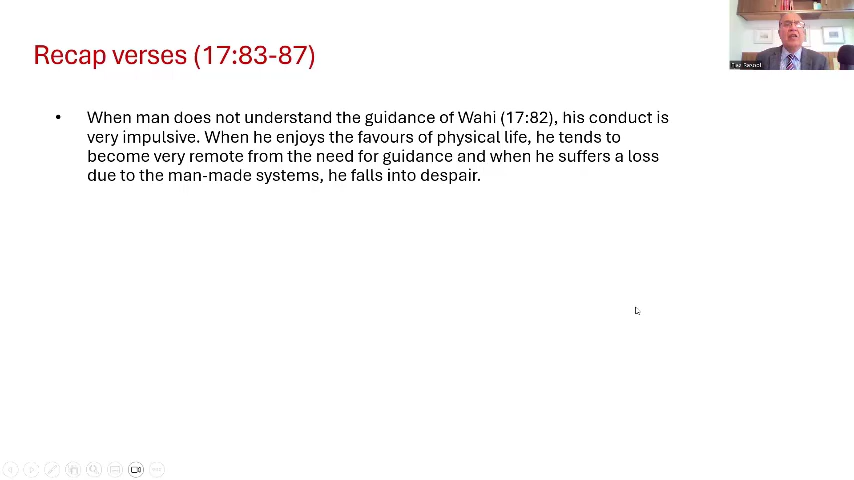 Recap verses (17:83-87)
• When man does not understand the guidance of Wahi (17:82), his conduct is
very impulsive. When he enjoys the favours of physical life, he tends to
become very remote from the need for guidance and when he suffers a loss
due to the man-made systems, he falls into despair.